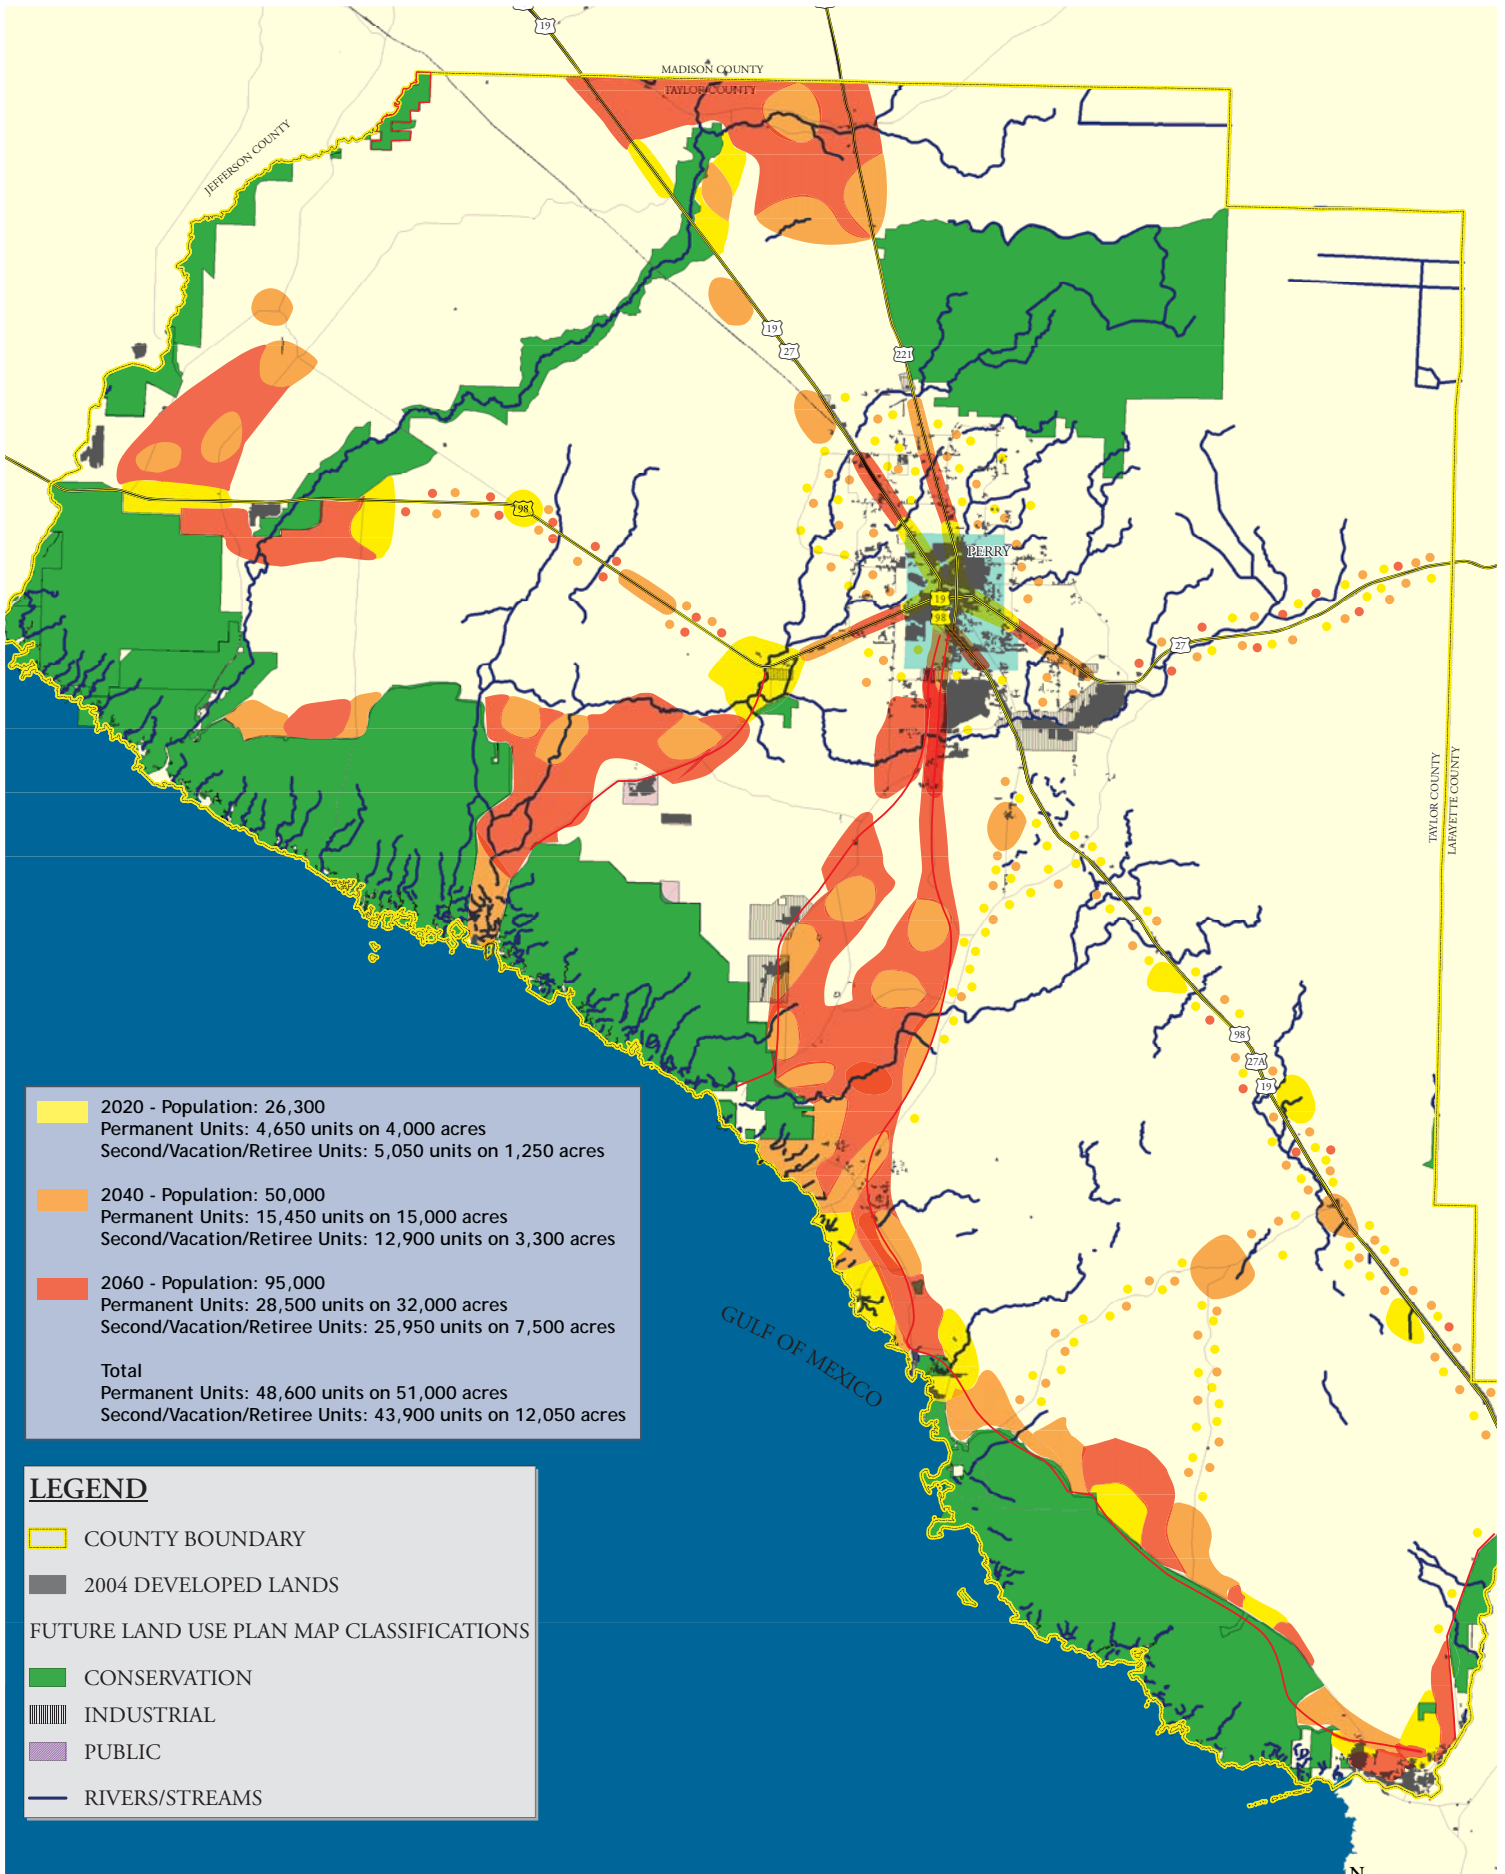 19
MADISON COUNTY
TAYLOR COUNTY
JEFFERSON COUNTY
19
27
221
98
PERRY
19
98
27
TAYLOR COUNTY
LAFAYETTE COUNTY
98
27A
19
2020 - Population: 26,300
Permanent Units: 4,650 units on 4,000 acres
Second/Vacation/Retiree Units: 5,050 units on 1,250 acres
2040 - Population: 50,000
Permanent Units: 15,450 units on 15,000 acres
Second/Vacation/Retiree Units: 12,900 units on 3,300 acres
2060 - Population: 95,000
Permanent Units: 28,500 units on 32,000 acres
Second/Vacation/Retiree Units: 25,950 units on 7,500 acres
Total
Permanent Units: 48,600 units on 51,000 acres
Second/Vacation/Retiree Units: 43,900 units on 12,050 acres
GULF OF MEXICO
LEGEND
COUNTY BOUNDARY
2004 DEVELOPED LANDS
FUTURE LAND USE PLAN MAP CLASSIFICATIONS
CONSERVATION
INDUSTRIAL
PUBLIC
RIVERS/STREAMS
N